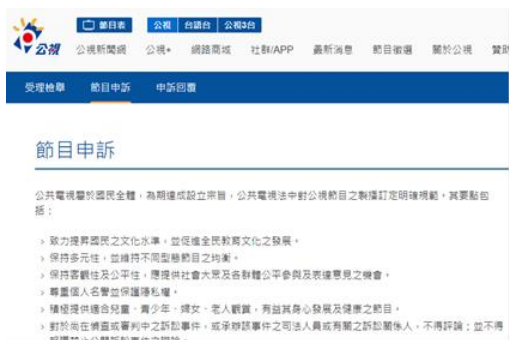 節目表 公視 台語台 公視3台
公視 公視新聞網 公視+ 網路商城 社群/APP 最新消息 節目徵選 關於公視 贊助
受理檢舉 節目申訴 申訴回覆
節目申訴
公共電視屬於國民全體，為期達成設立宗旨，公共電視法中對公視節目之製播訂定明確規範。其要點包
括：
› 致力提昇國民之文化水準，並促進全民教育文化之發展。
› 保持多元性，並維持不同型態節目之均衡。
› 保持客觀性及公平性，應提供社會大眾及各群體公平參與及表達意見之機會。
› 尊重個人名譽並保護隱私權。
› 積極提供適合兒童、青少年、婦女、老人觀賞，有益其身心發展及健康之節目。
› 對於尚在偵查或審判中之訴訟事件，或承辦該事件之司法人員或有關之訴訟關係人，不得評論；並不得